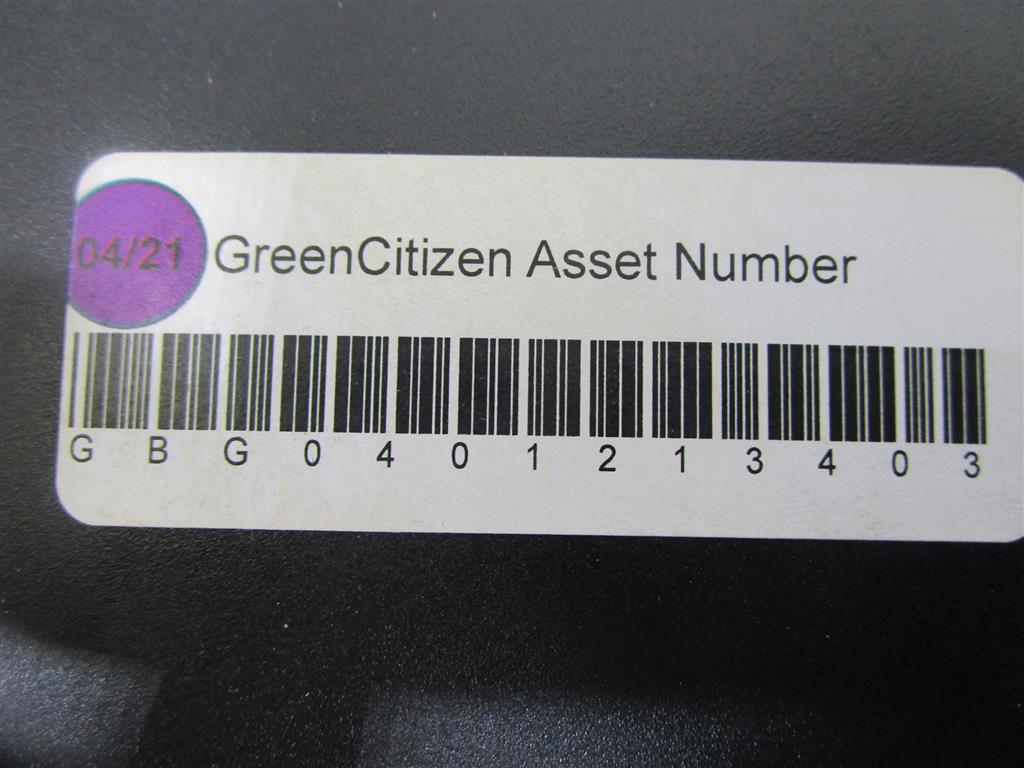 04/21 GreenCitizen Asset Number
G B G 0 4 0 1 2 1 3 4 0 3